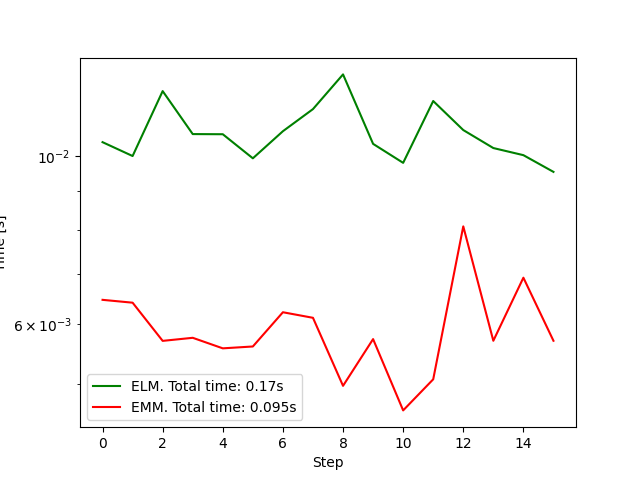 10⁻²
6 × 10⁻³
[s]
ELM. Total time: 0.17s
EMM. Total time: 0.095s
0 2 4 6 8 10 12 14
Step